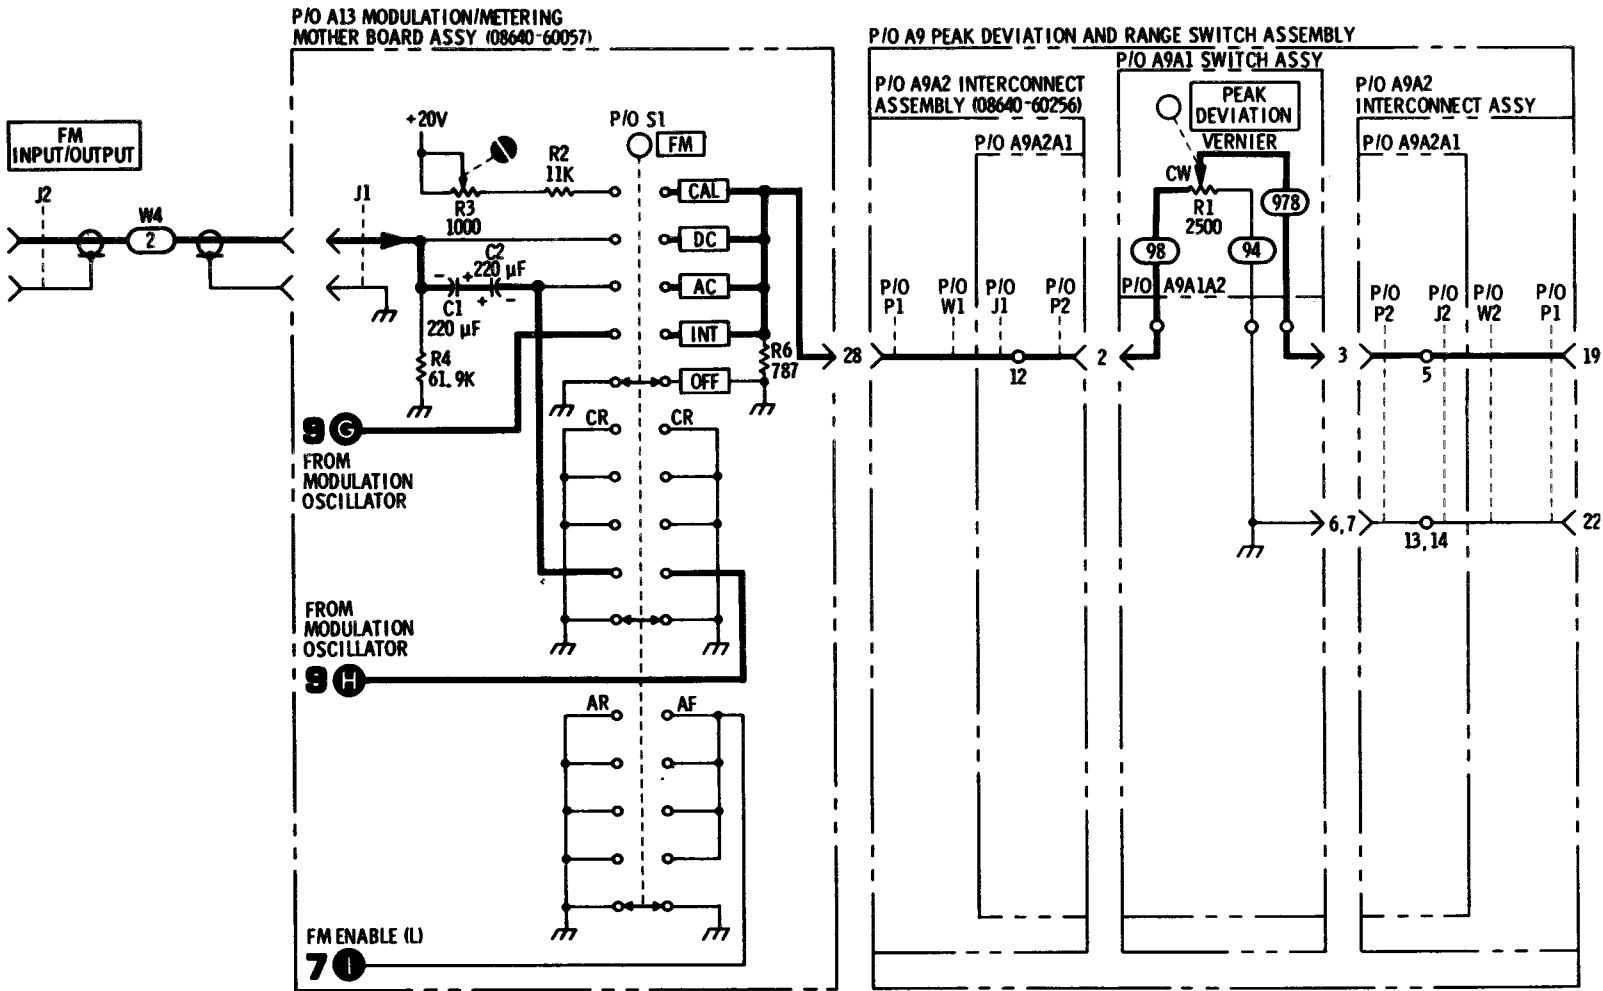 P/O A13 MODULATION/METERING
MOTHER BOARD ASSY (08640-60057)
P/O A9 PEAK DEVIATION AND RANGE SWITCH ASSEMBLY
P/O A9A1 SWITCH ASSY
P/O A9A2 INTERCONNECT
ASSEMBLY (08640-60256)
PEAK
DEVIATION
P/O A9A2
INTERCONNECT ASSY
FM
INPUT/OUTPUT
+20V
P/O S1
FM
P/O A9A2A1
VERNIER
P/O A9A2A1
R2
11K
CW
J2
J1
R3
1000
CAL
R1
2500
978
W4
2
DC
98
94
C2
220 µF
- +
+ -
AC
C1
220 µF
P/O
P1
P/O
W1
P/O
J1
P/O
P2
P/O A9A1A2
P/O
P2
P/O
J2
P/O
W2
P/O
P1
INT
R4
61.9K
R6
787
28
12
2
3
5
19
OFF
CR
CR
9 G
FROM
MODULATION
OSCILLATOR
6,7
13,14
22
FROM
MODULATION
OSCILLATOR
9 H
AR
AF
FM ENABLE (L)
7 I